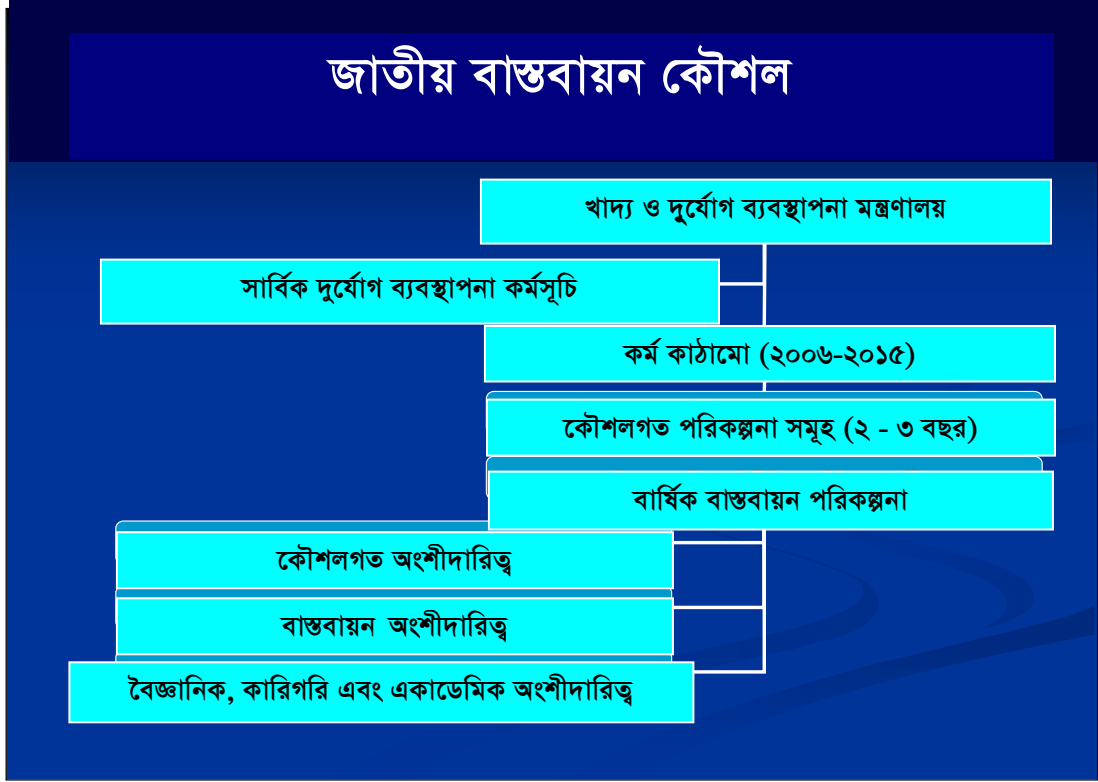 জাতীয় বাস্তবায়ন কৌশল
খাদ্য ও দুর্যোগ ব্যবস্থাপনা মন্ত্রণালয়
সার্বিক দুর্যোগ ব্যবস্থাপনা কর্মসূচি
কর্ম কাঠামো (২০০৬-২০১৫)
কৌশলগত পরিকল্পনা সমূহ (২ - ৩ বছর)
বার্ষিক বাস্তবায়ন পরিকল্পনা
কৌশলগত অংশীদারিত্ব
বাস্তবায়ন অংশীদারিত্ব
বৈজ্ঞানিক, কারিগরি এবং একাডেমিক অংশীদারিত্ব